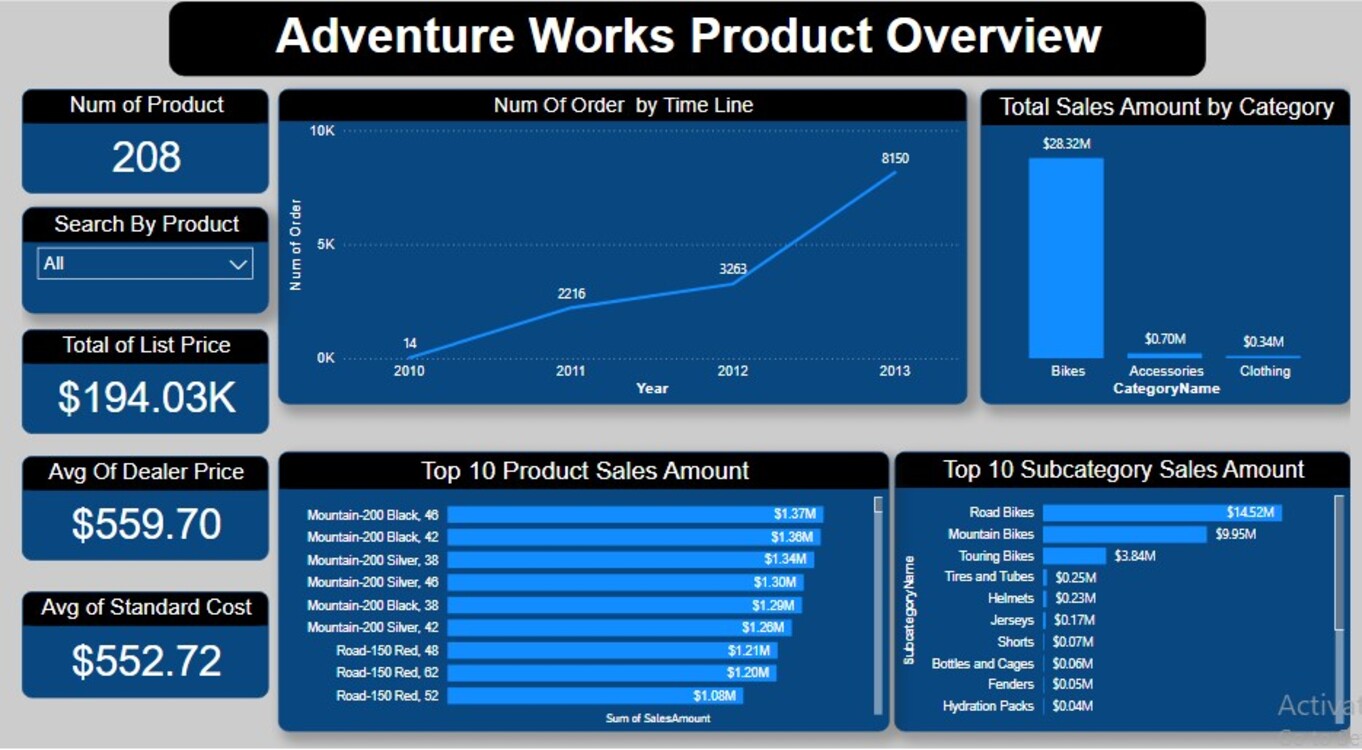 Adventure Works Product Overview
Num of Product
208
Search By Product
All
Total of List Price
$194.03K
Avg Of Dealer Price
$559.70
Avg of Standard Cost
$552.72
Num Of Order by Time Line
10K
5K
0K
Num of Order
14
2216
3263
8150
2010 2011 2012 2013
Year
Total Sales Amount by Category
$28.32M
$0.70M
$0.34M
Bikes Accessories Clothing
CategoryName
Top 10 Product Sales Amount
Mountain-200 Black, 46 $1.37M
Mountain-200 Black, 42 $1.36M
Mountain-200 Silver, 38 $1.34M
Mountain-200 Silver, 46 $1.30M
Mountain-200 Black, 38 $1.29M
Mountain-200 Silver, 42 $1.26M
Road-150 Red, 48 $1.21M
Road-150 Red, 62 $1.20M
Road-150 Red, 52 $1.08M
Sum of SalesAmount
Top 10 Subcategory Sales Amount
SubcategoryName
Road Bikes $14.52M
Mountain Bikes $9.95M
Touring Bikes $3.84M
Tires and Tubes $0.25M
Helmets $0.23M
Jerseys $0.17M
Shorts $0.07M
Bottles and Cages $0.06M
Fenders $0.05M
Hydration Packs $0.04M
Activat